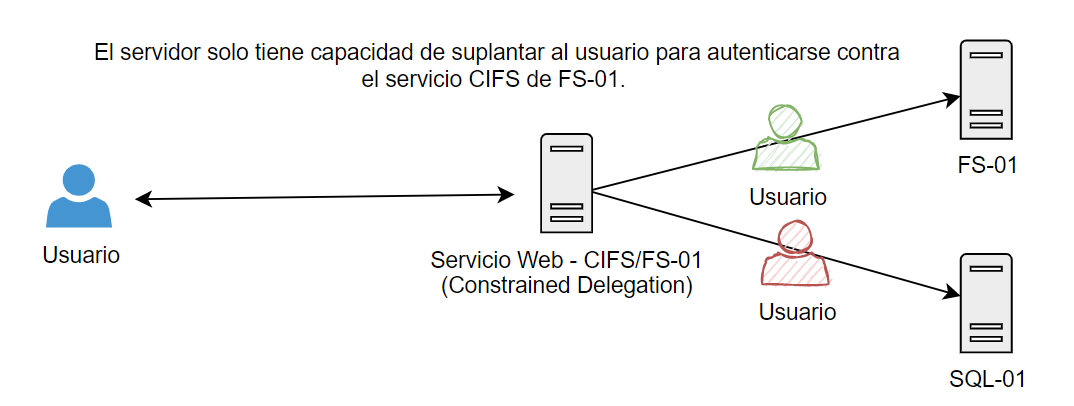 El servidor solo tiene capacidad de suplantar al usuario para autenticarse contra
el servicio CIFS de FS-01.
FS-01
Usuario
Usuario
Servicio Web - CIFS/FS-01
(Constrained Delegation)
Usuario
SQL-01